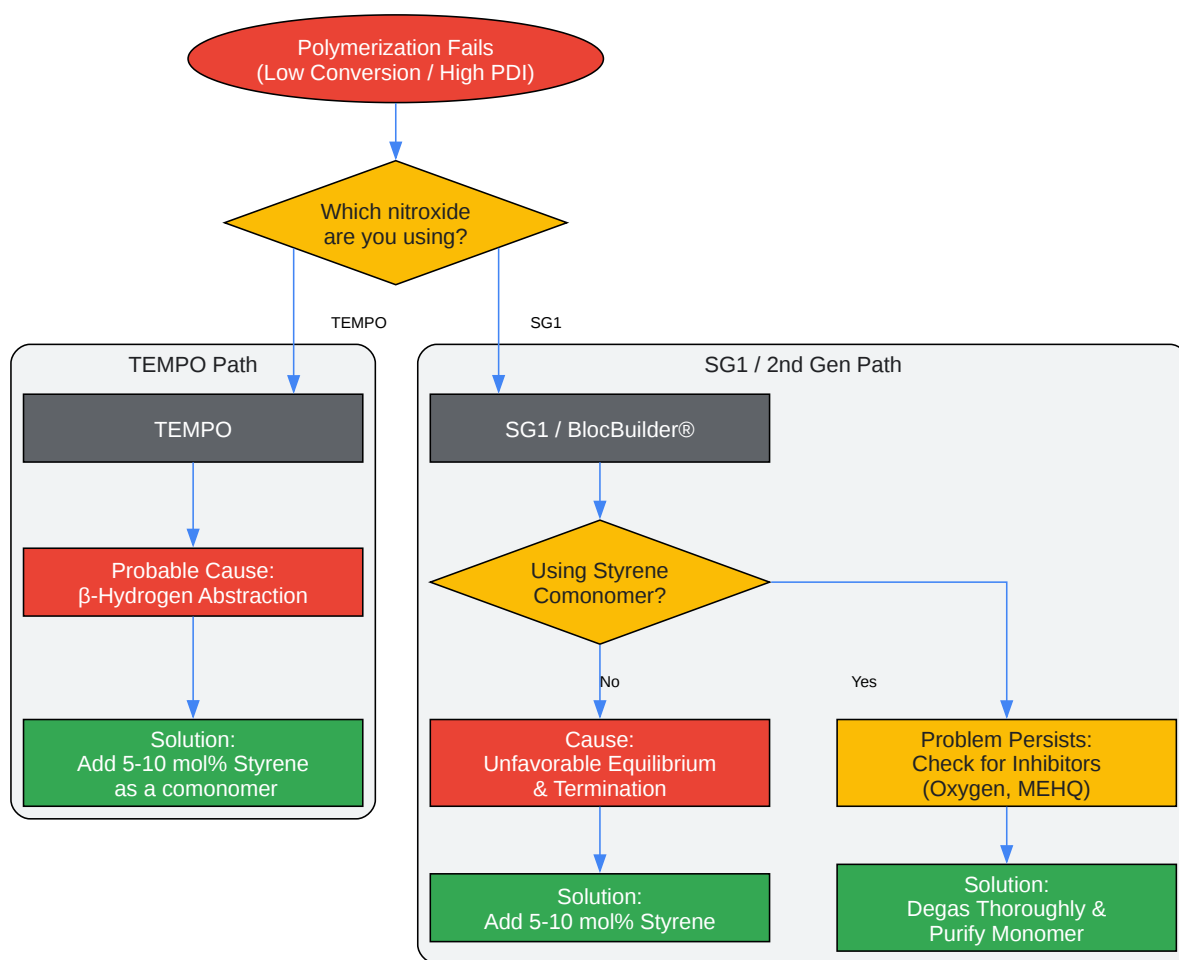 Polymerization Fails
(Low Conversion / High PDI)
Which nitroxide
are you using?
TEMPO
SG1
TEMPO Path
SG1 / 2nd Gen Path
TEMPO
SG1 / BlocBuilder®
Probable Cause:
β-Hydrogen Abstraction
Using Styrene
Comonomer?
No
Yes
Solution:
Add 5-10 mol% Styrene
as a comonomer
Cause:
Unfavorable Equilibrium
& Termination
Problem Persists:
Check for Inhibitors
(Oxygen, MEHQ)
Solution:
Add 5-10 mol% Styrene
Solution:
Degas Thoroughly &
Purify Monomer